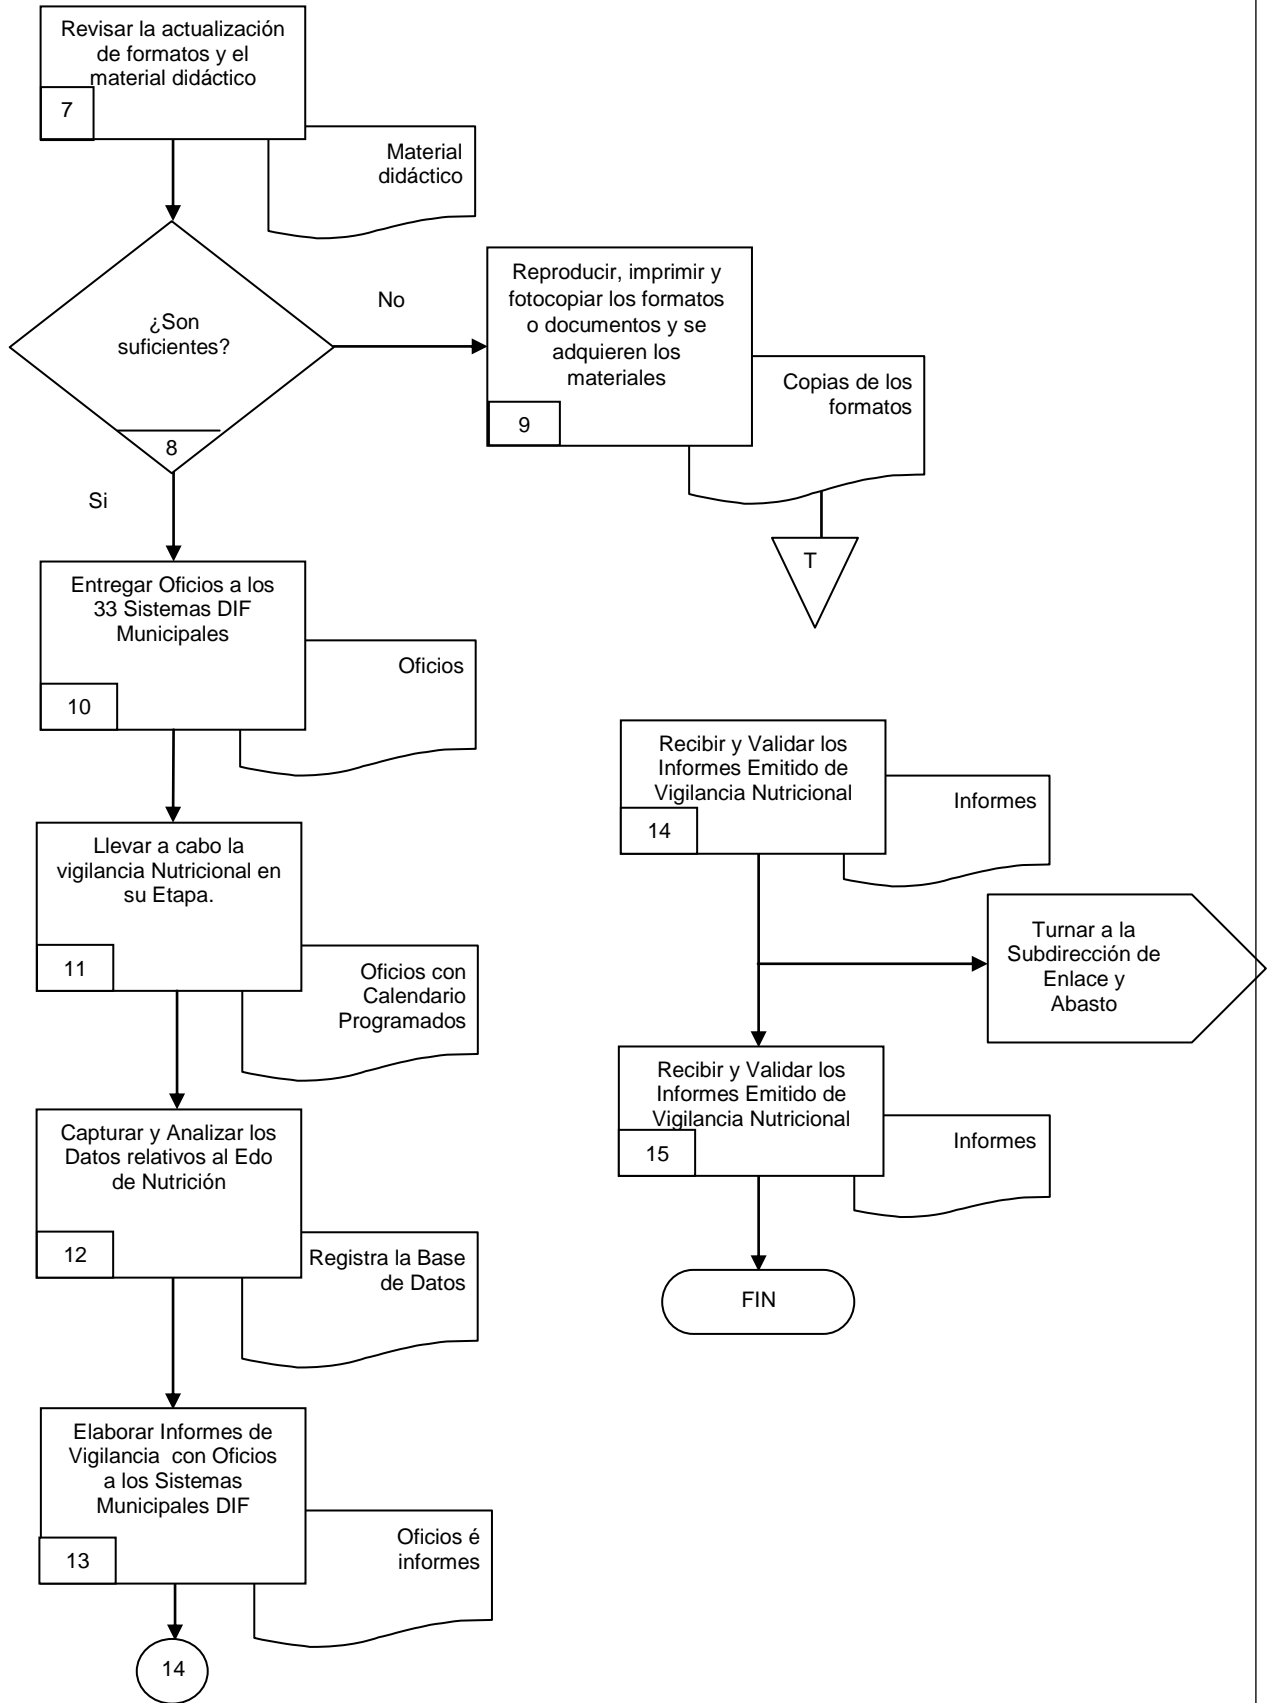 Revisar la actualización
de formatos y el
material didáctico
7
Material
didáctico
¿Son
suficientes?
8
No
Si
Reproducir, imprimir y
fotocopiar los formatos
o documentos y se
adquieren los
materiales
9
Copias de los
formatos
T
Entregar Oficios a los
33 Sistemas DIF
Municipales
10
Oficios
Llevar a cabo la
vigilancia Nutricional en
su Etapa.
11
Oficios con
Calendario
Programados
Capturar y Analizar los
Datos relativos al Edo
de Nutrición
12
Registra la Base
de Datos
Elaborar Informes de
Vigilancia con Oficios
a los Sistemas
Municipales DIF
13
Oficios é
informes
14
Recibir y Validar los
Informes Emitido de
Vigilancia Nutricional
14
Informes
Turnar a la
Subdirección de
Enlace y
Abasto
Recibir y Validar los
Informes Emitido de
Vigilancia Nutricional
15
Informes
FIN